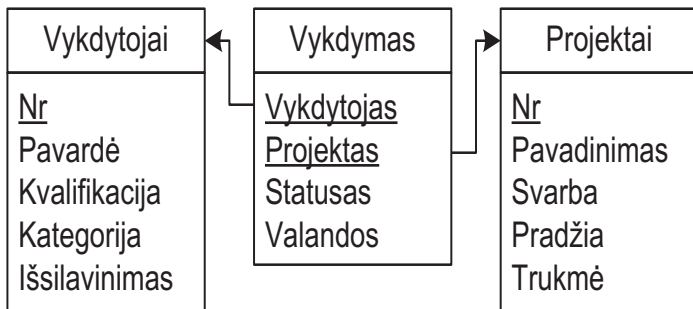 Vykdytojai
Nr
Pavardė
Kvalifikacija
Kategorija
Išsilavinimas
Vykdymas
Vykdytojas
Projektas
Statusas
Valandos
Projektai
Nr
Pavadinimas
Svarba
Pradžia
Trukmė